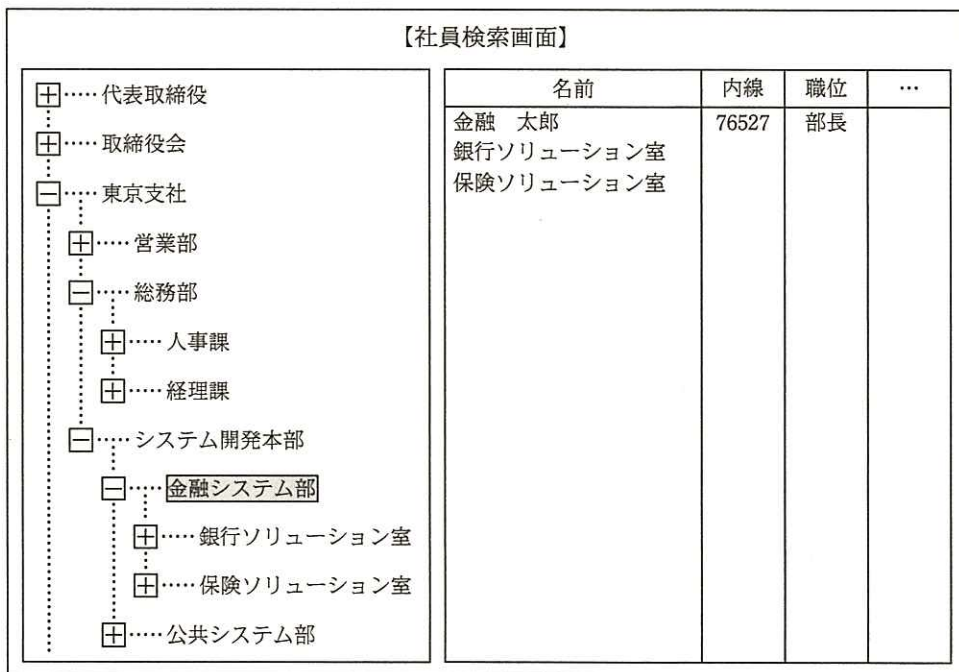 【社員検索画面】
代表取締役
取締役会
東京支社
営業部
総務部
人事課
経理課
システム開発本部
金融システム部
銀行ソリューション室
保険ソリューション室
公共システム部
名前 内線 職位 …
金融 太郎 76527 部長
銀行ソリューション室
保険ソリューション室